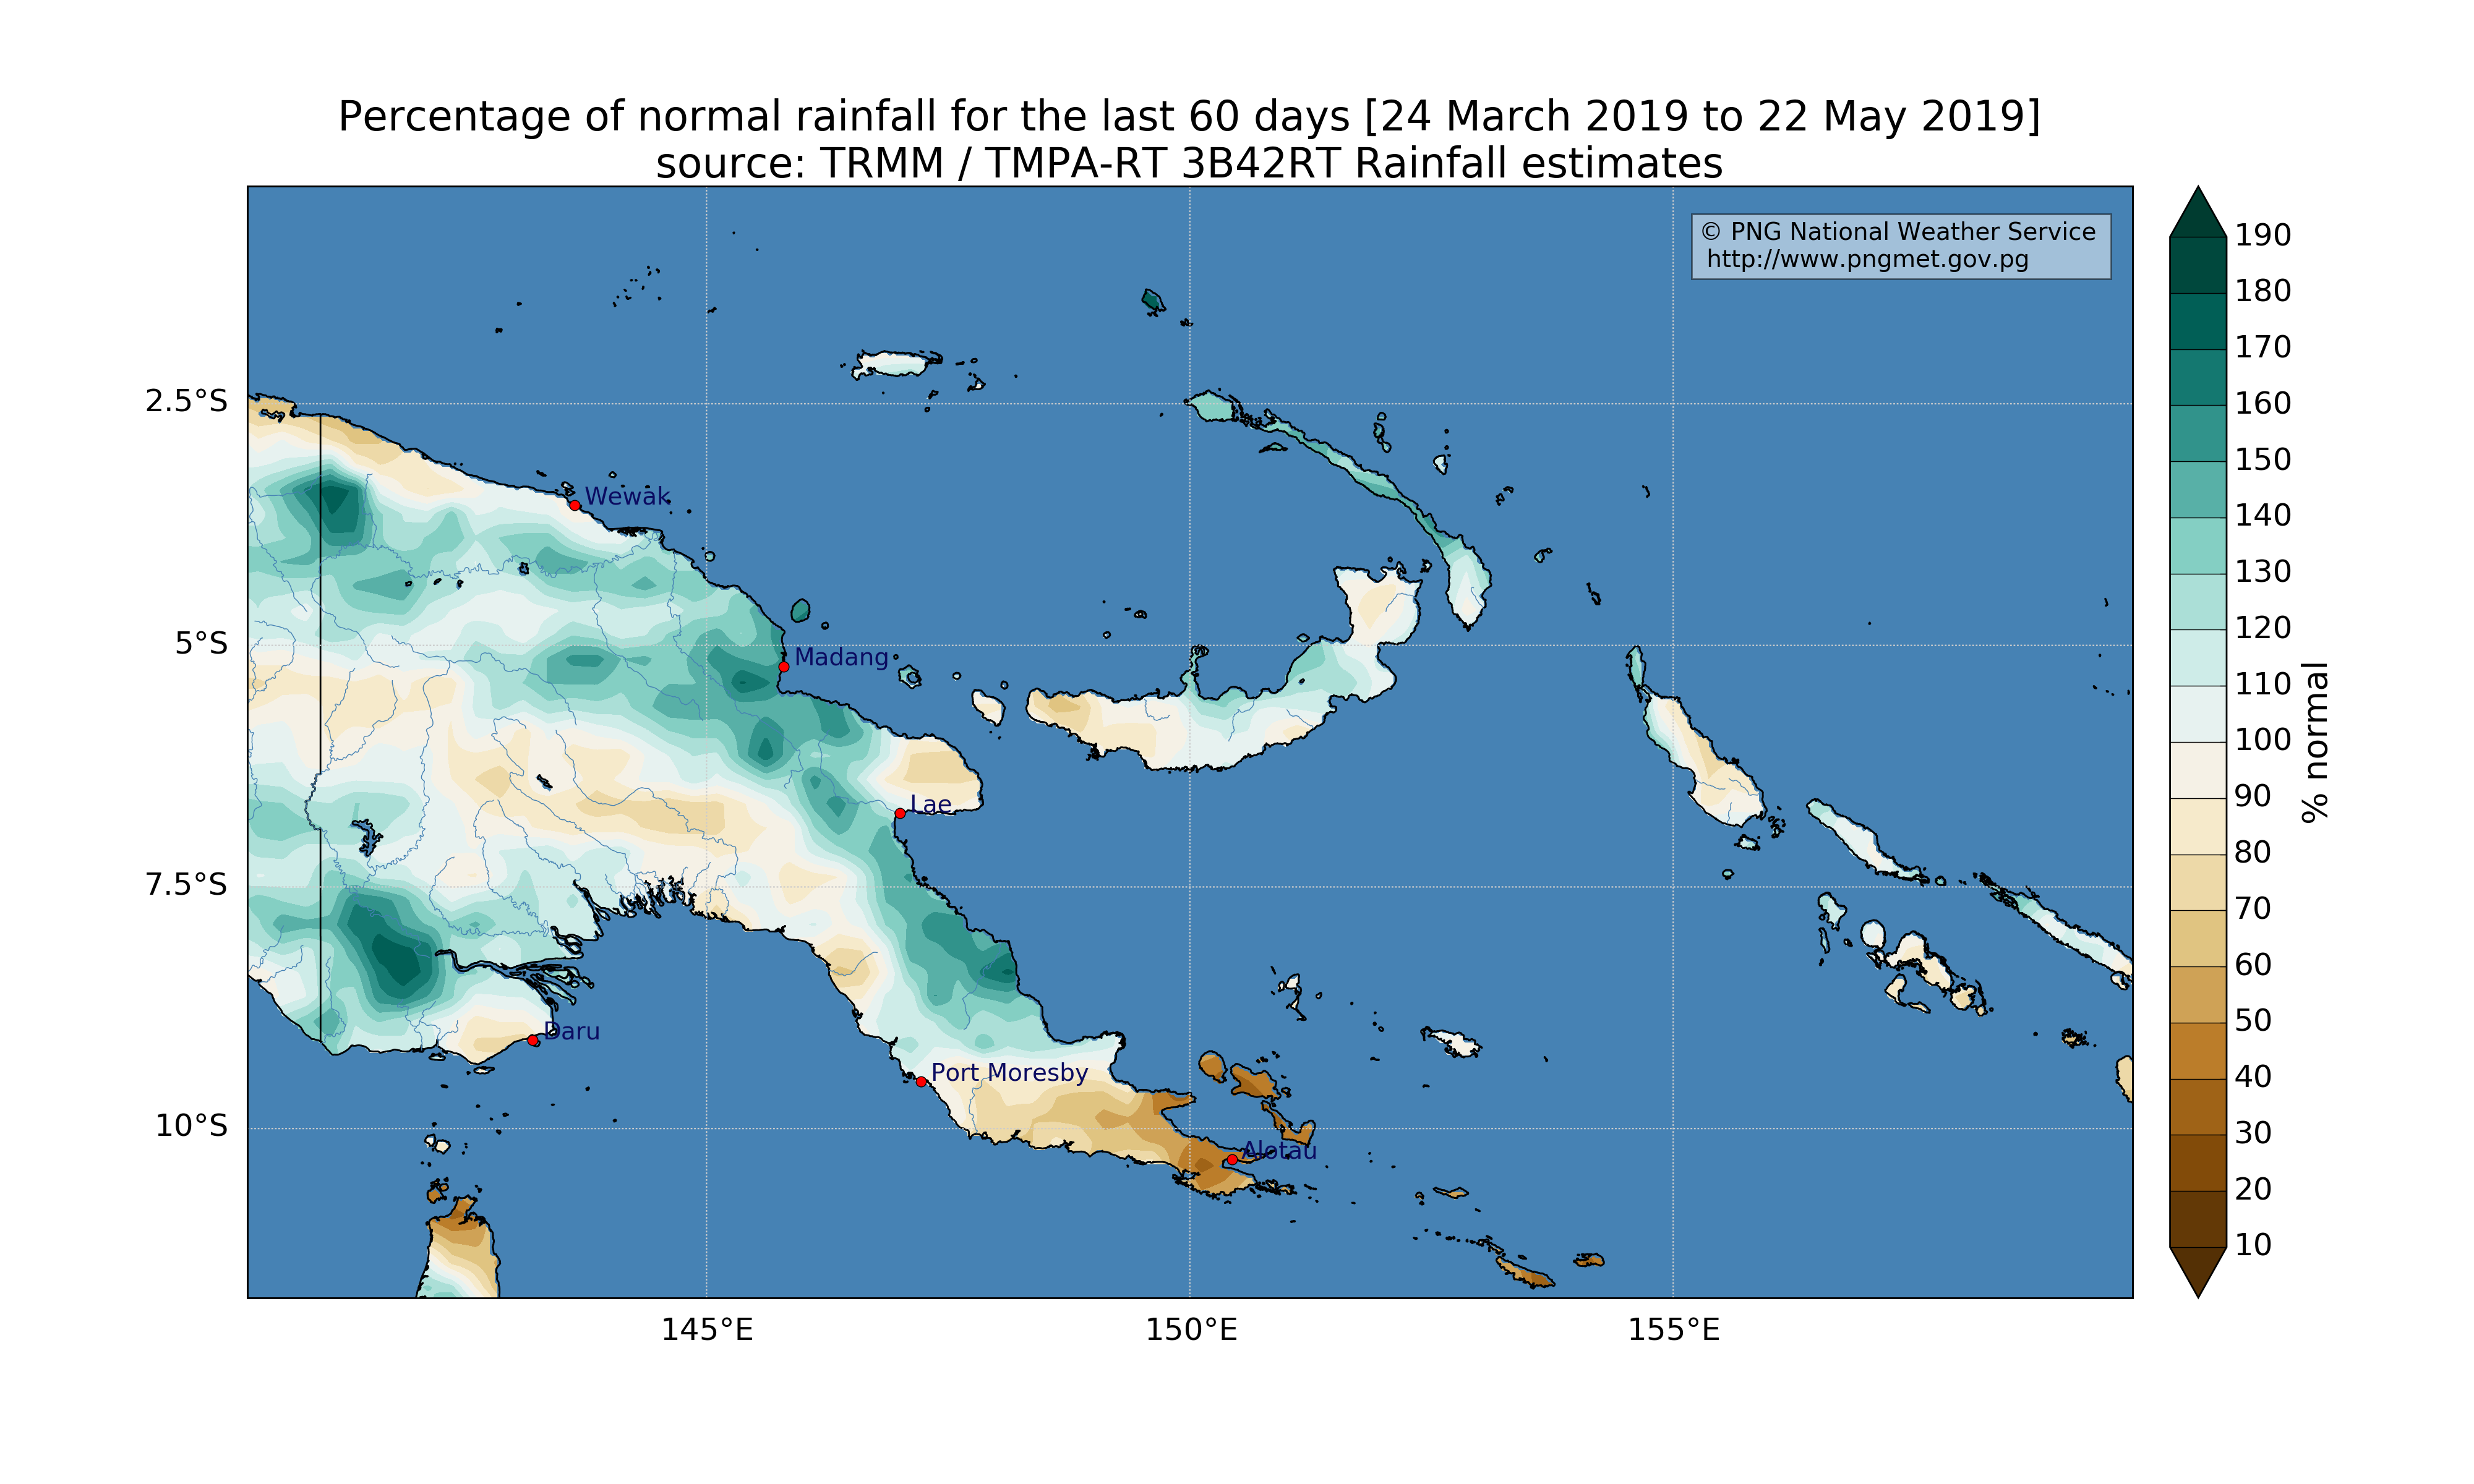 Percentage of normal rainfall for the last 60 days [24 March 2019 to 22 May 2019]
source: TRMM / TMPA-RT 3B42RT Rainfall estimates
© PNG National Weather Service
http://www.pngmet.gov.pg
2.5°S
5°S
7.5°S
10°S
Wewak
Madang
Lae
Daru
Port Moresby
Alotau
145°E
150°E
155°E
190
180
170
160
150
140
130
120
110
100
90
80
70
60
50
40
30
20
10
% normal